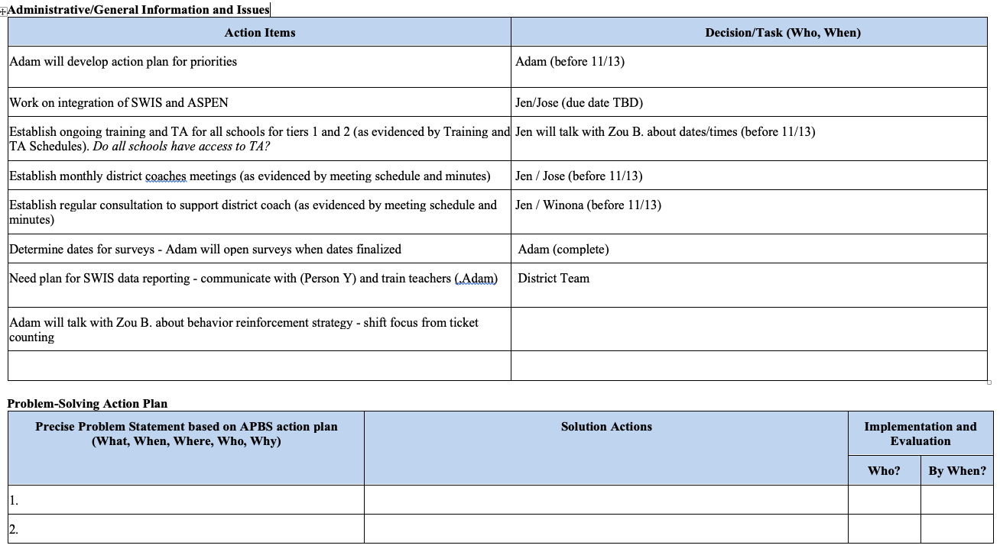 Administrative/General Information and Issues
Action Items
Decision/Task (Who, When)
Adam will develop action plan for priorities
Adam (before 11/13)
Work on integration of SWIS and ASPEN
Jen/Jose (due date TBD)
Establish ongoing training and TA for all schools for tiers 1 and 2 (as evidenced by Training and
TA Schedules). Do all schools have access to TA?
Jen will talk with Zou B. about dates/times (before 11/13)
Establish monthly district coaches meetings (as evidenced by meeting schedule and minutes)
Jen / Jose (before 11/13)
Establish regular consultation to support district coach (as evidenced by meeting schedule and
minutes)
Jen / Winona (before 11/13)
Determine dates for surveys - Adam will open surveys when dates finalized
Adam (complete)
Need plan for SWIS data reporting - communicate with (Person Y) and train teachers (,Adam)
District Team
Adam will talk with Zou B. about behavior reinforcement strategy - shift focus from ticket
counting
Problem-Solving Action Plan
Precise Problem Statement based on APBS action plan
(What, When, Where, Who, Why)
Solution Actions
Implementation and
Evaluation
Who?
By When?
1.
2.